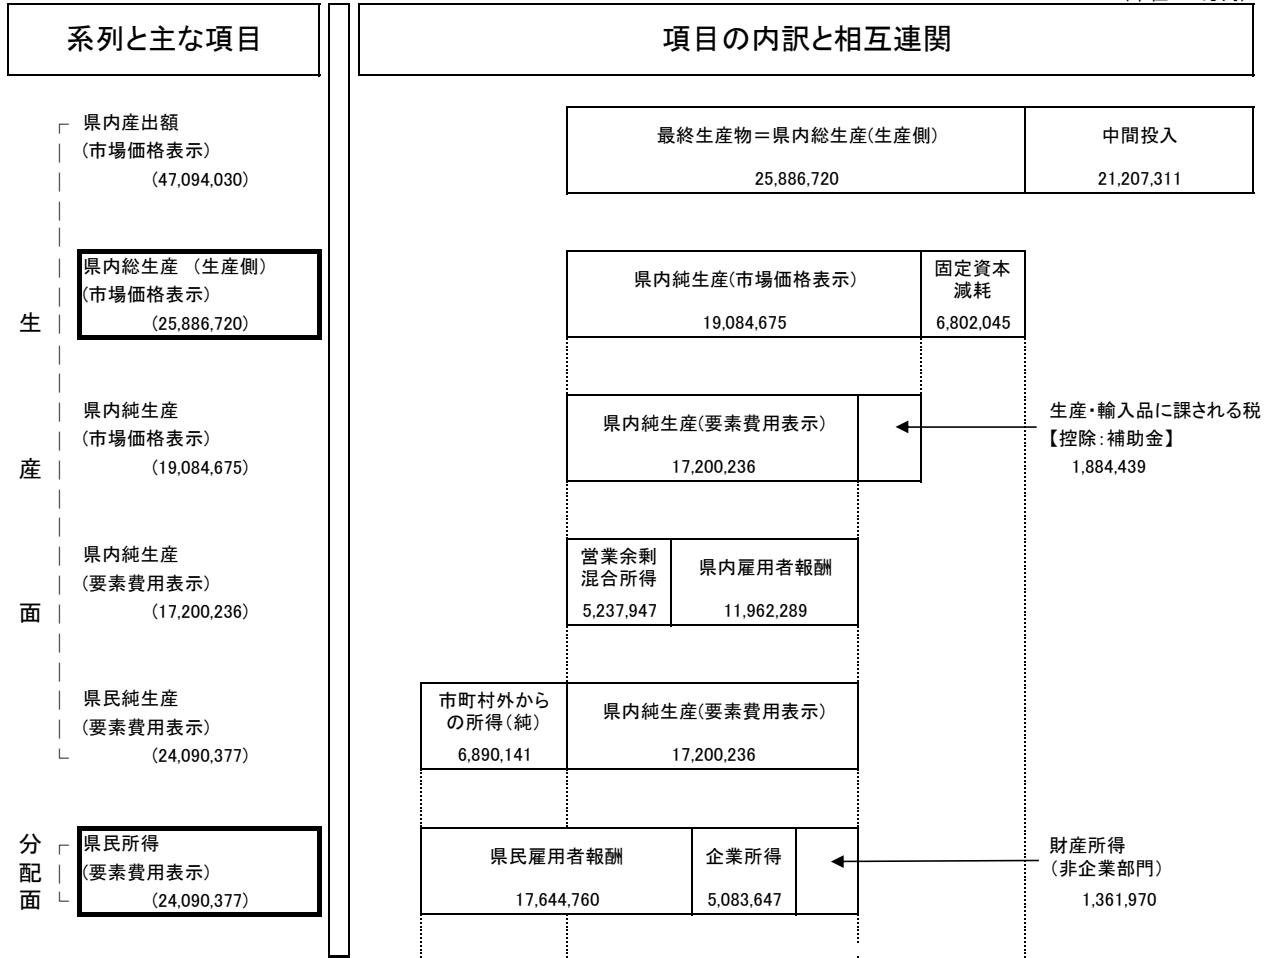 系列と主な項目
項目の内訳と相互連関
県内産出額
(市場価格表示)
(47,094,030)
最終生産物＝県内総生産(生産側)
25,886,720
中間投入
21,207,311
県内総生産 （生産側）
(市場価格表示)
(25,886,720)
県内純生産(市場価格表示)
19,084,675
固定資本
減耗
6,802,045
県内純生産
(市場価格表示)
(19,084,675)
県内純生産(要素費用表示)
17,200,236
生産・輸入品に課される税
【控除：補助金】
1,884,439
県内純生産
(要素費用表示)
(17,200,236)
営業余剰
混合所得
5,237,947
県内雇用者報酬
11,962,289
県民純生産
(要素費用表示)
(24,090,377)
市町村外から
の所得(純)
6,890,141
県内純生産(要素費用表示)
17,200,236
生
産
面
県民所得
(要素費用表示)
(24,090,377)
県民雇用者報酬
17,644,760
企業所得
5,083,647
財産所得
(非企業部門)
1,361,970
分
配
面